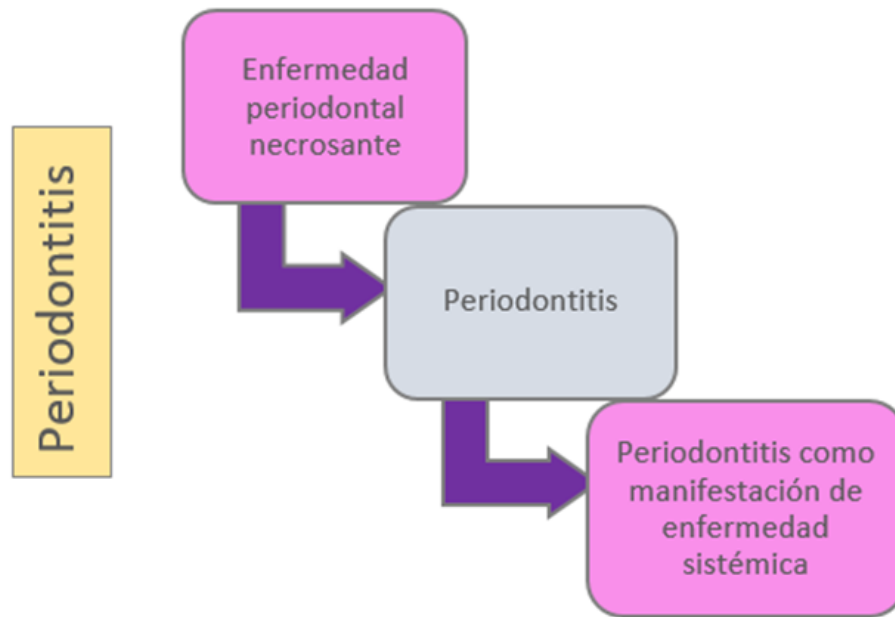 Periodontitis
Enfermedad
periodontal
necrosante
Periodontitis
Periodontitis como
manifestación de
enfermedad
sistémica